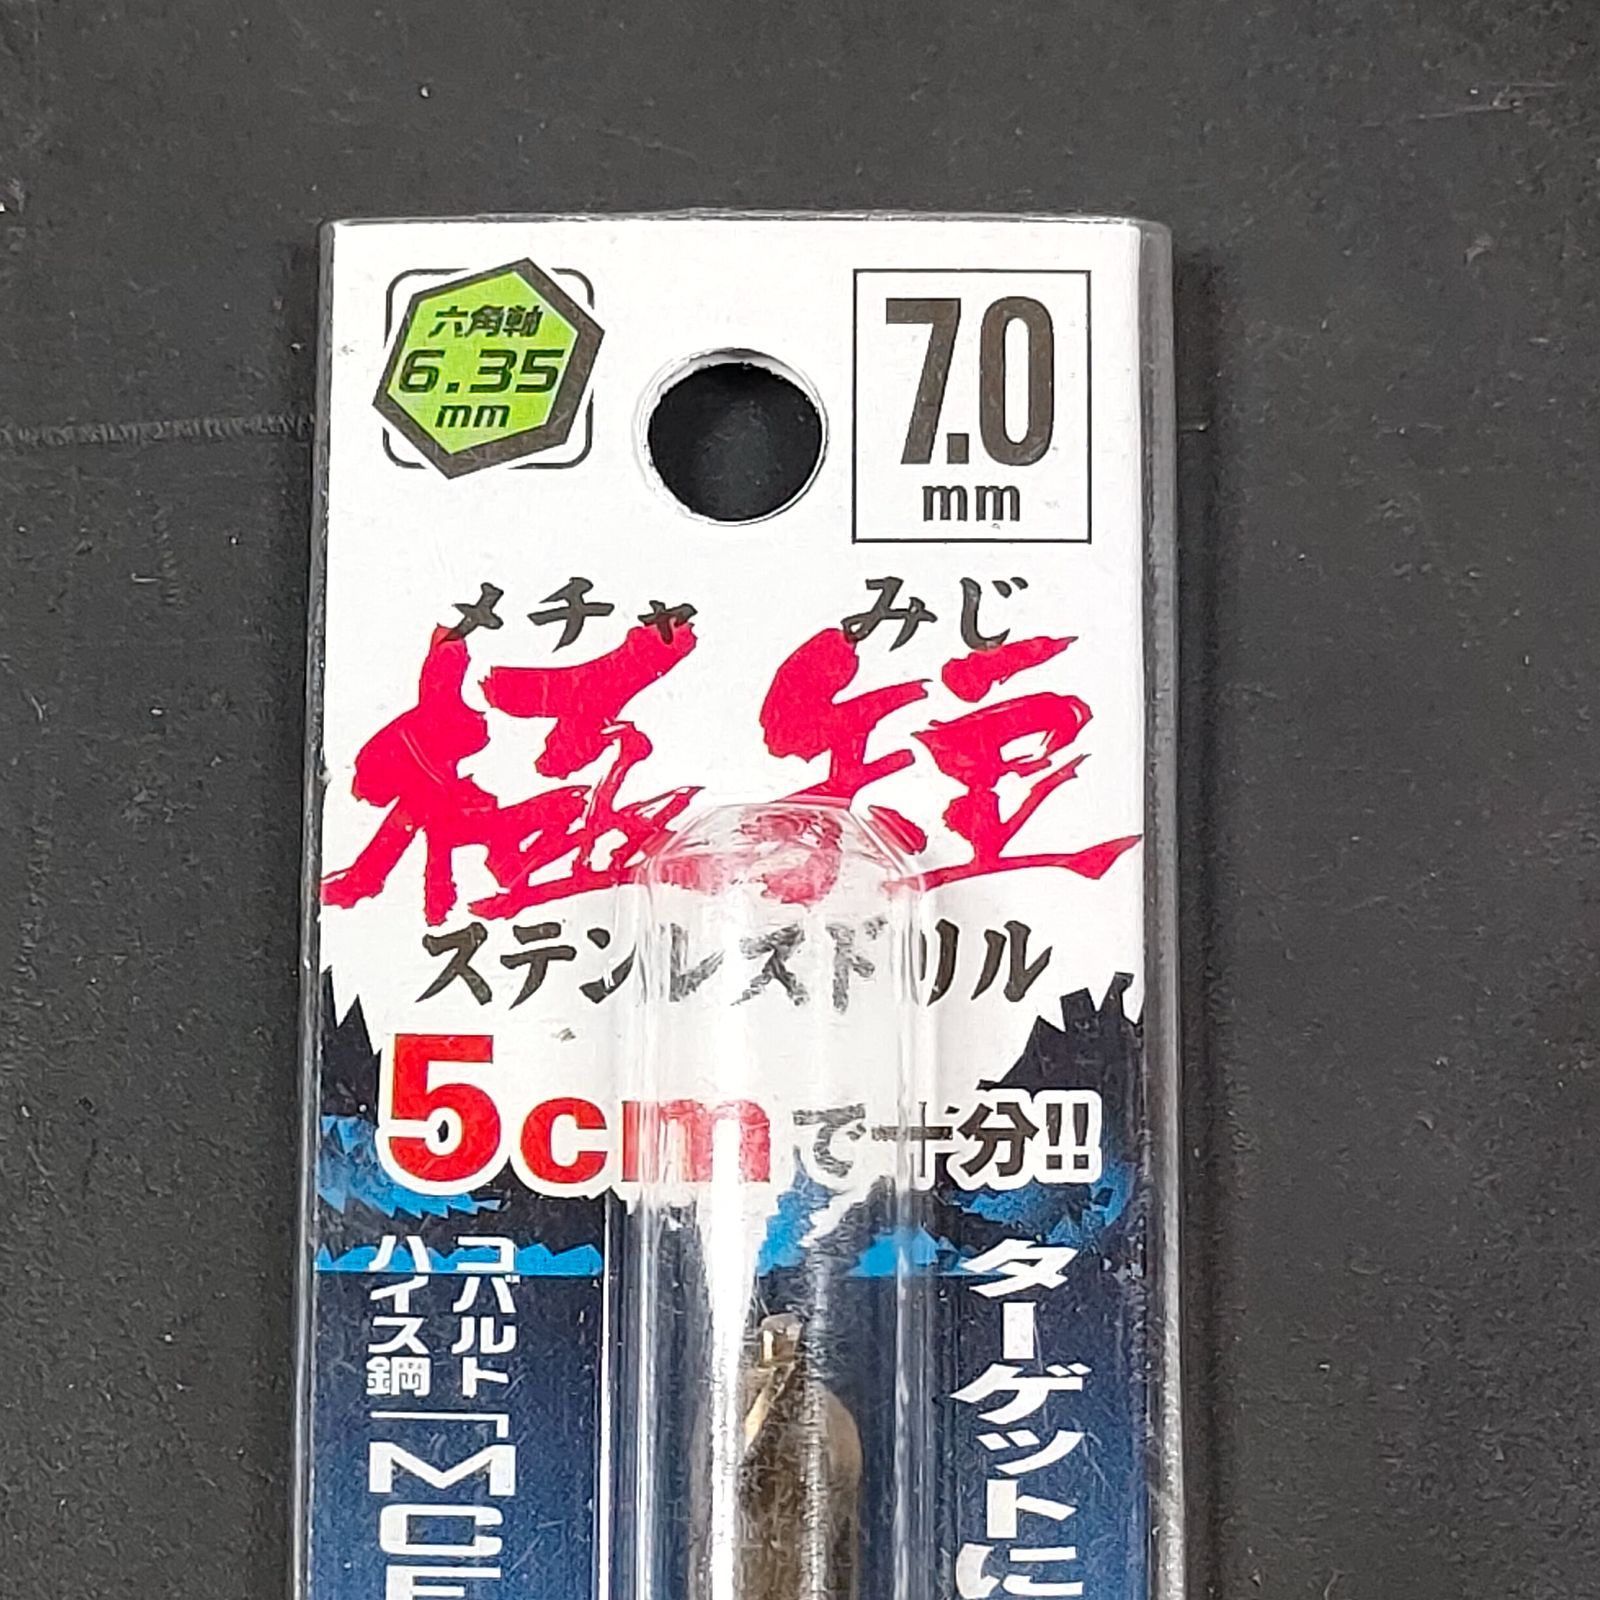 六角軸
6.35
mm
7.0
mm
メチャ みじ
極短
ステンレスドリル
5cmで十分!!
コバルト
ハイス鋼
「MC
ターゲットに